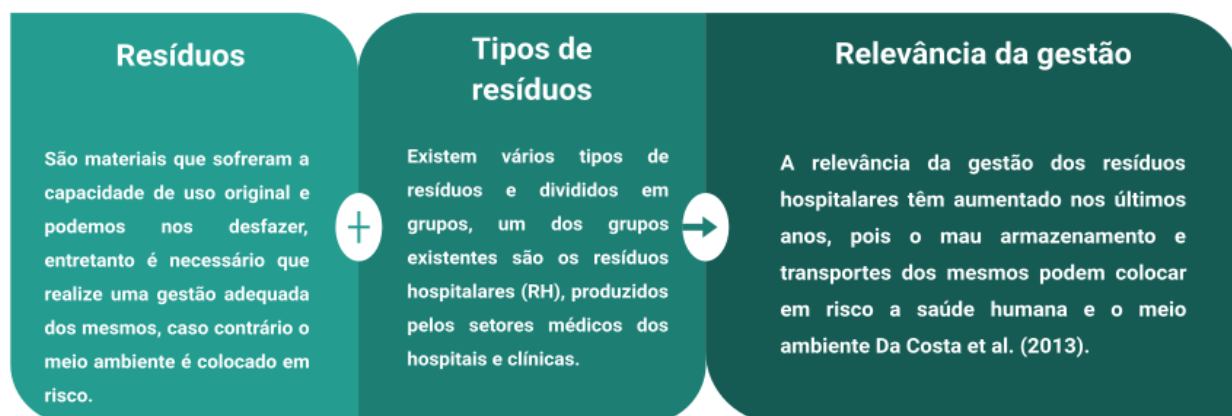 Resíduos
São materiais que sofreram a
capacidade de uso original e
podemos nos desfazer,
entretanto é necessário que
realize uma gestão adequada
dos mesmos, caso contrário o
meio ambiente é colocado em
risco.
+
Tipos de
resíduos
Existem vários tipos de
resíduos e divididos em
grupos, um dos grupos
existentes são os resíduos
hospitalares (RH), produzidos
pelos setores médicos dos
hospitais e clínicas.
Relevância da gestão
A relevância da gestão dos resíduos
hospitalares têm aumentado nos últimos
anos, pois o mau armazenamento e
transportes dos mesmos podem colocar
em risco a saúde humana e o meio
ambiente Da Costa et al. (2013).